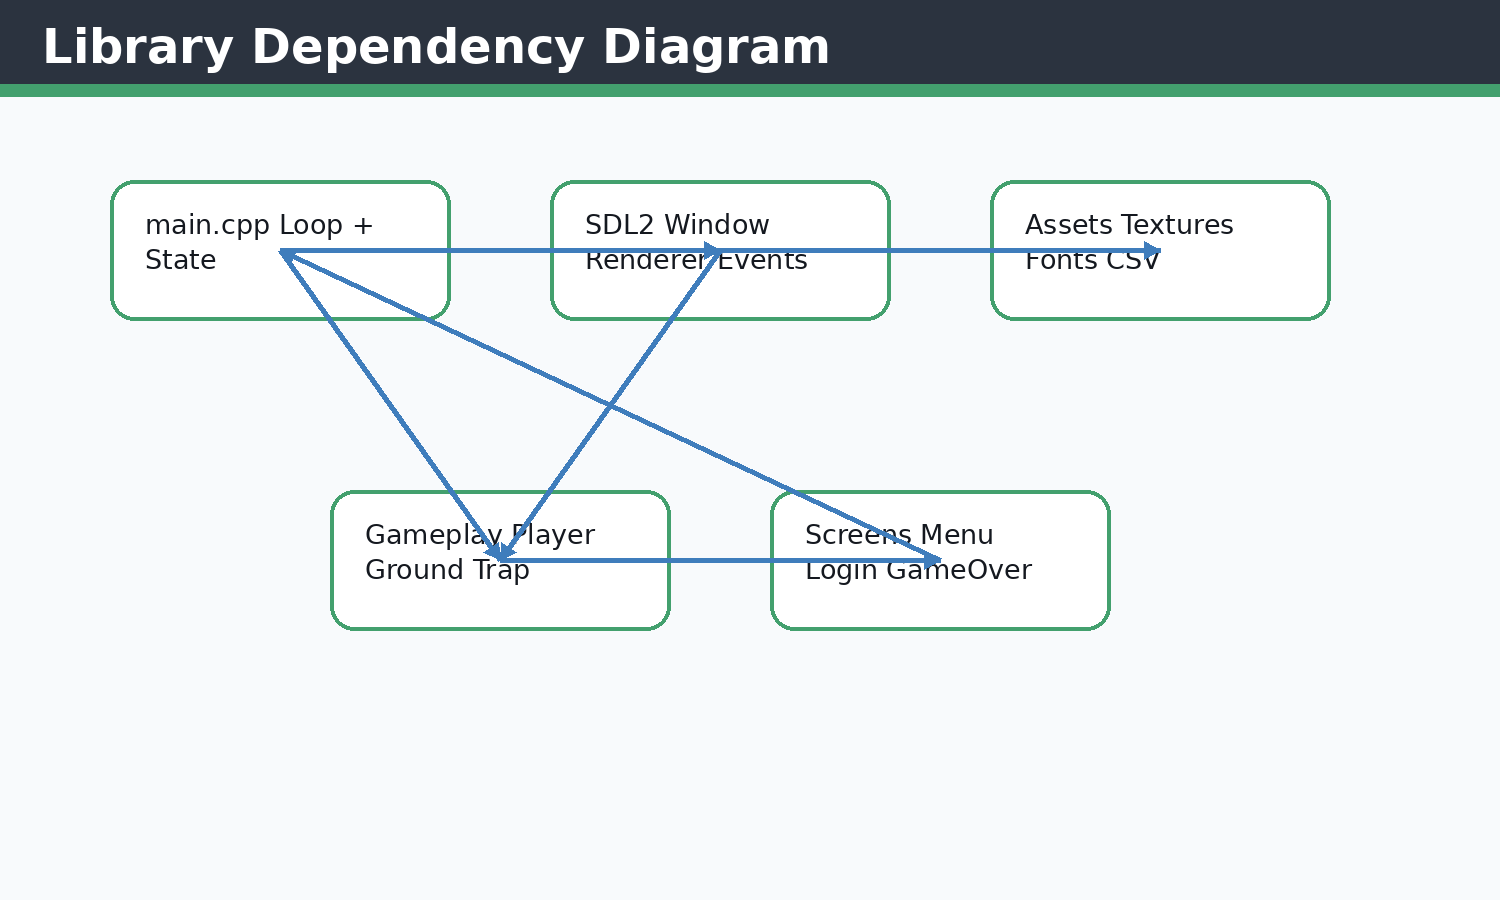 Library Dependency Diagram
main.cpp Loop +
State
SDL2 Window
Renderer Events
Assets Textures
Fonts CSV
Gameplay Player
Ground Trap
Screens Menu
Login GameOver